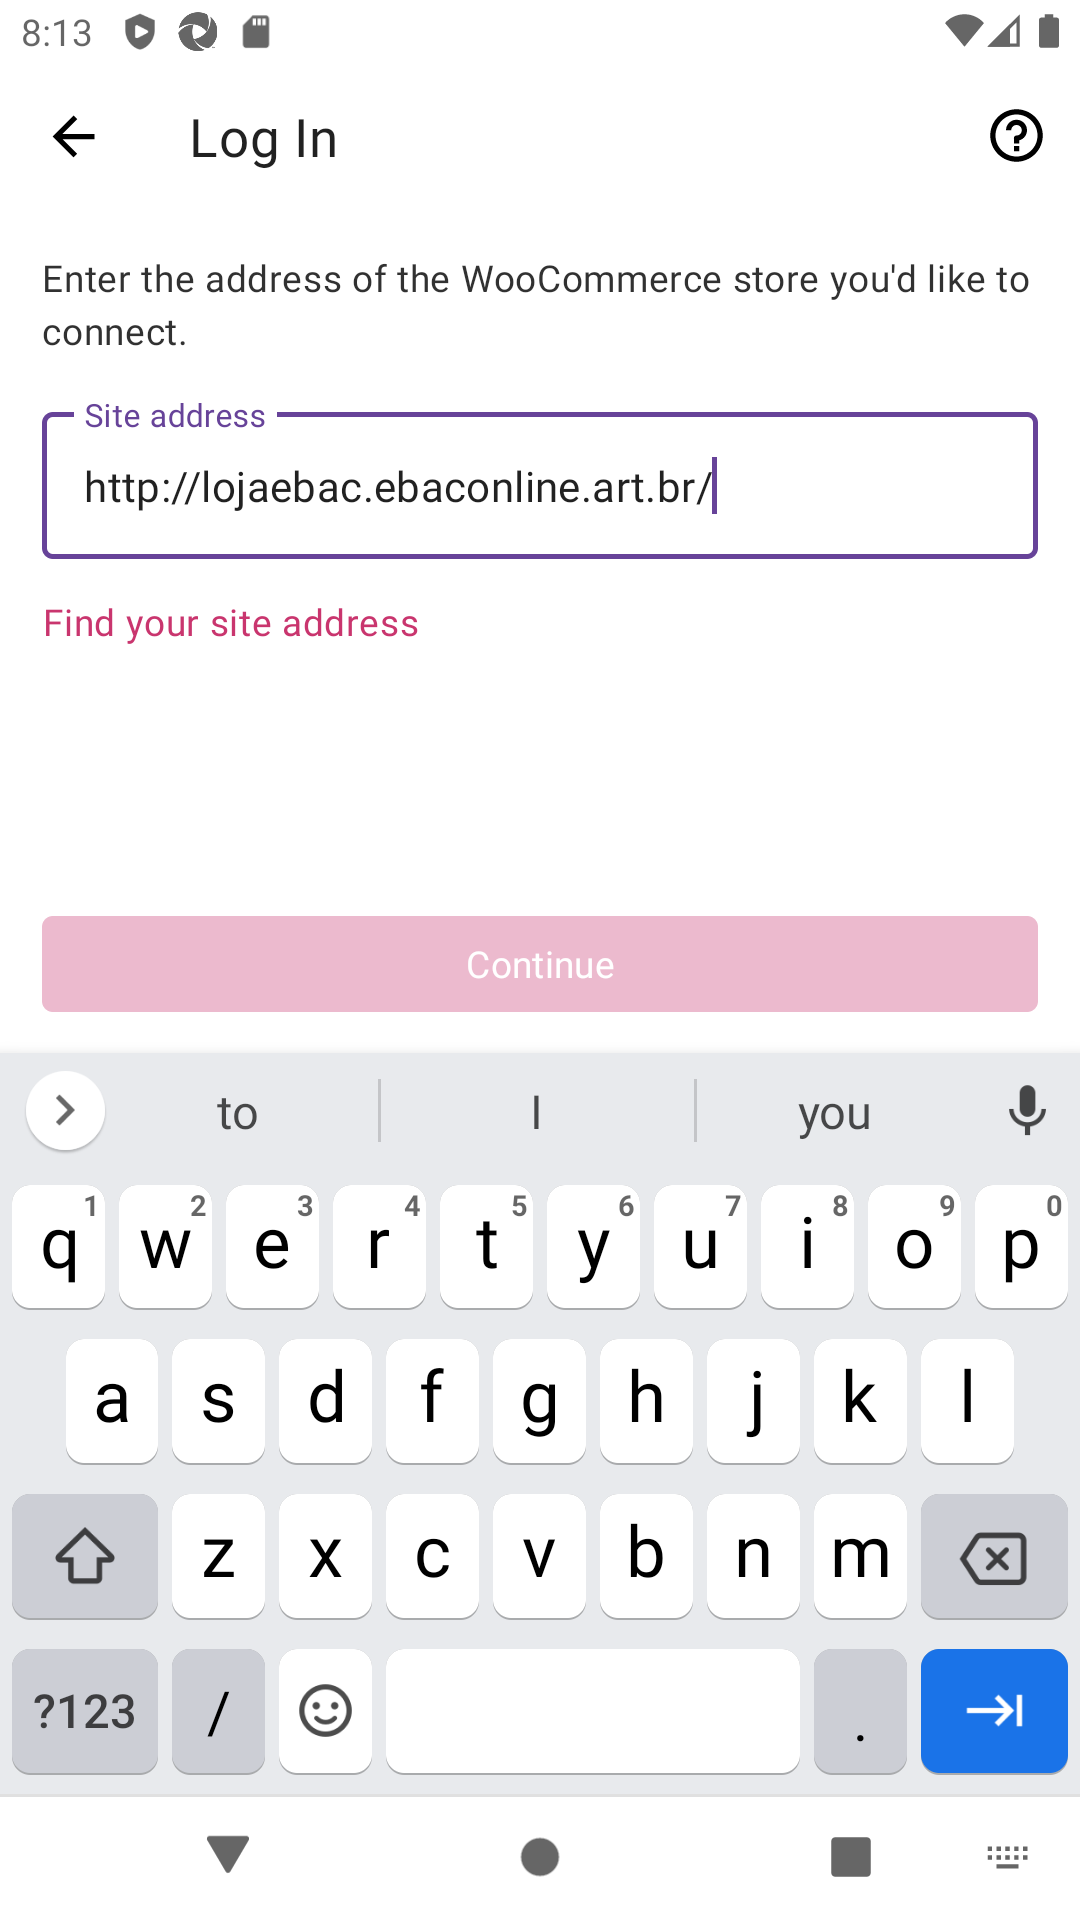 8:13
Log In
Enter the address of the WooCommerce store you'd like to
connect.
Site address
http://lojaebac.ebaconline.art.br/
Find your site address
Continue
to I you
q 1 w 2 e 3 r 4 t 5 y 6 u 7 i 8 o 9 p 0
a s d f g h j k l
z x c v b n m
?123 / .